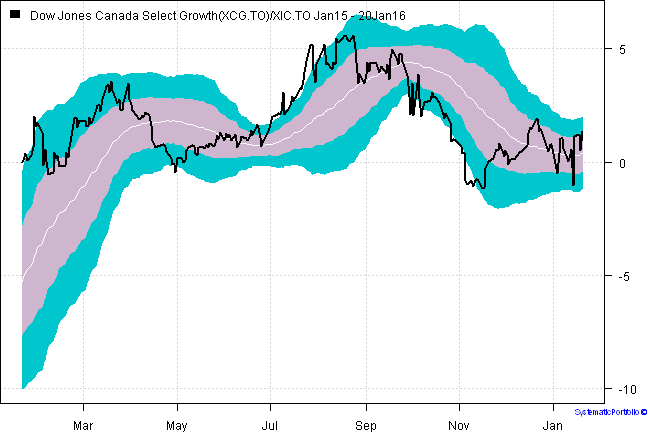 Dow Jones Canada Select Growth(XCG.TO)/XIC.TO Jan15 - 20Jan16
5
0
-5
-10
Mar May Jul Sep Nov Jan
SystematicPortfolio ©